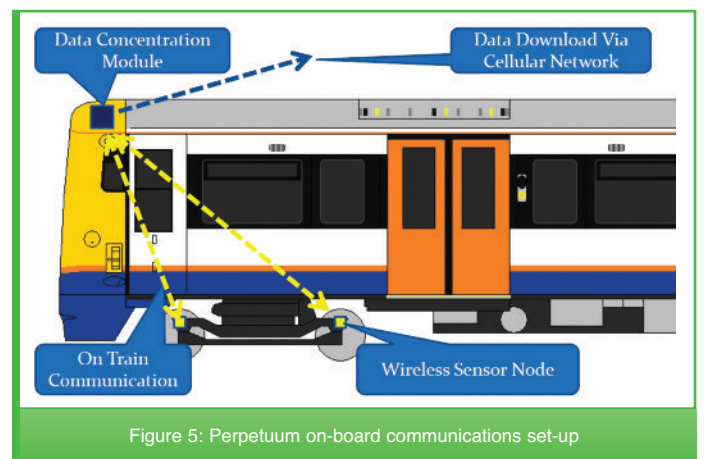 Data Concentration
Module
Data Download Via
Cellular Network
On Train
Communication
Wireless Sensor Node
Figure 5: Perpetuum on-board communications set-up